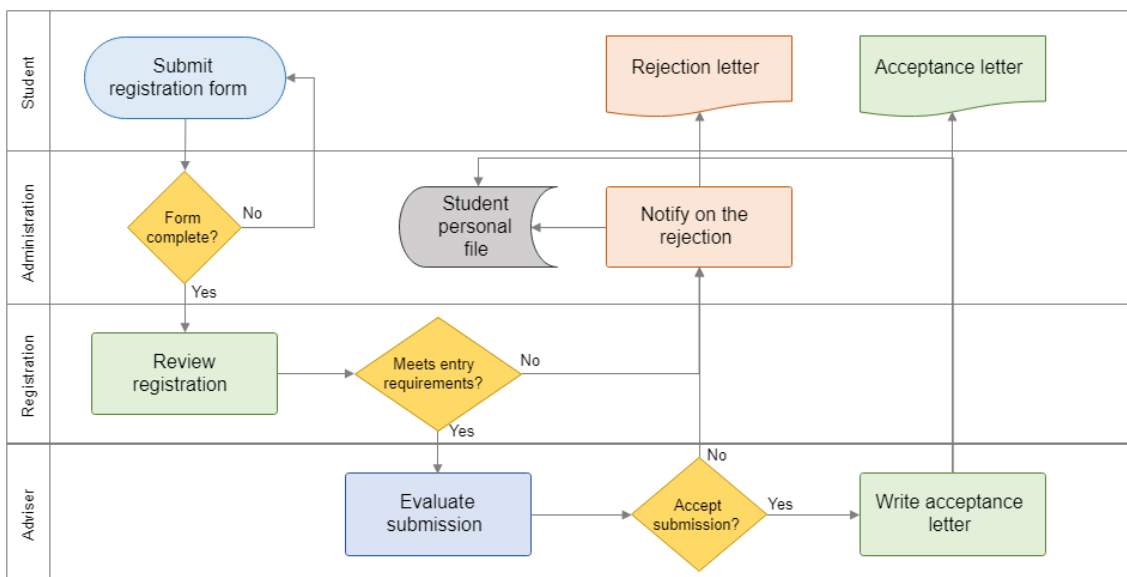 Student
Submit
registration form
Rejection letter
Acceptance letter
Administration
Form
complete?
No
Yes
Student
personal
file
Notify on the
rejection
Registration
Review
registration
Meets entry
requirements?
No
Yes
Adviser
Evaluate
submission
Accept
submission?
No
Yes
Write acceptance
letter